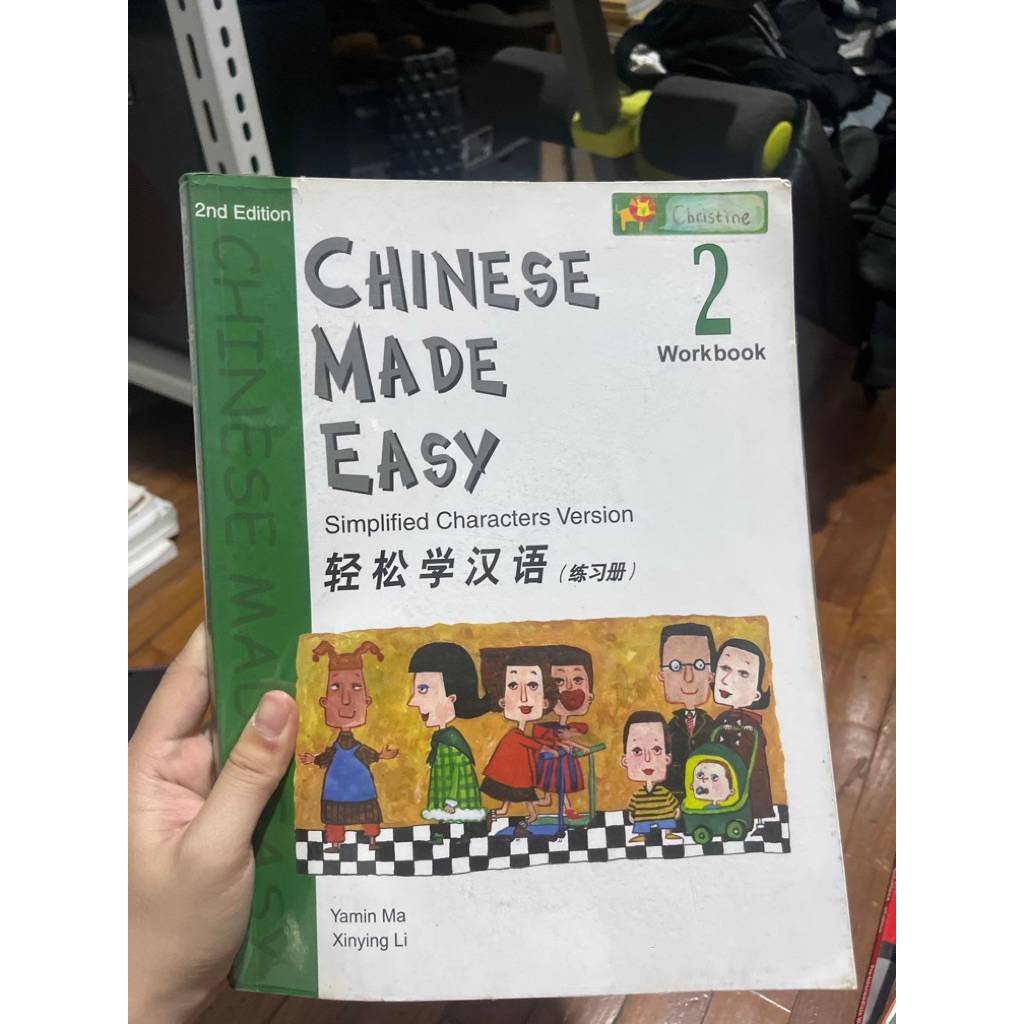 2nd Edition
Christine
CHINESE
MADE
EASY
2
Workbook
Simplified Characters Version
轻松学汉语（练习册）
CHINESE MADE EASY
Yamin Ma
Xinying Li